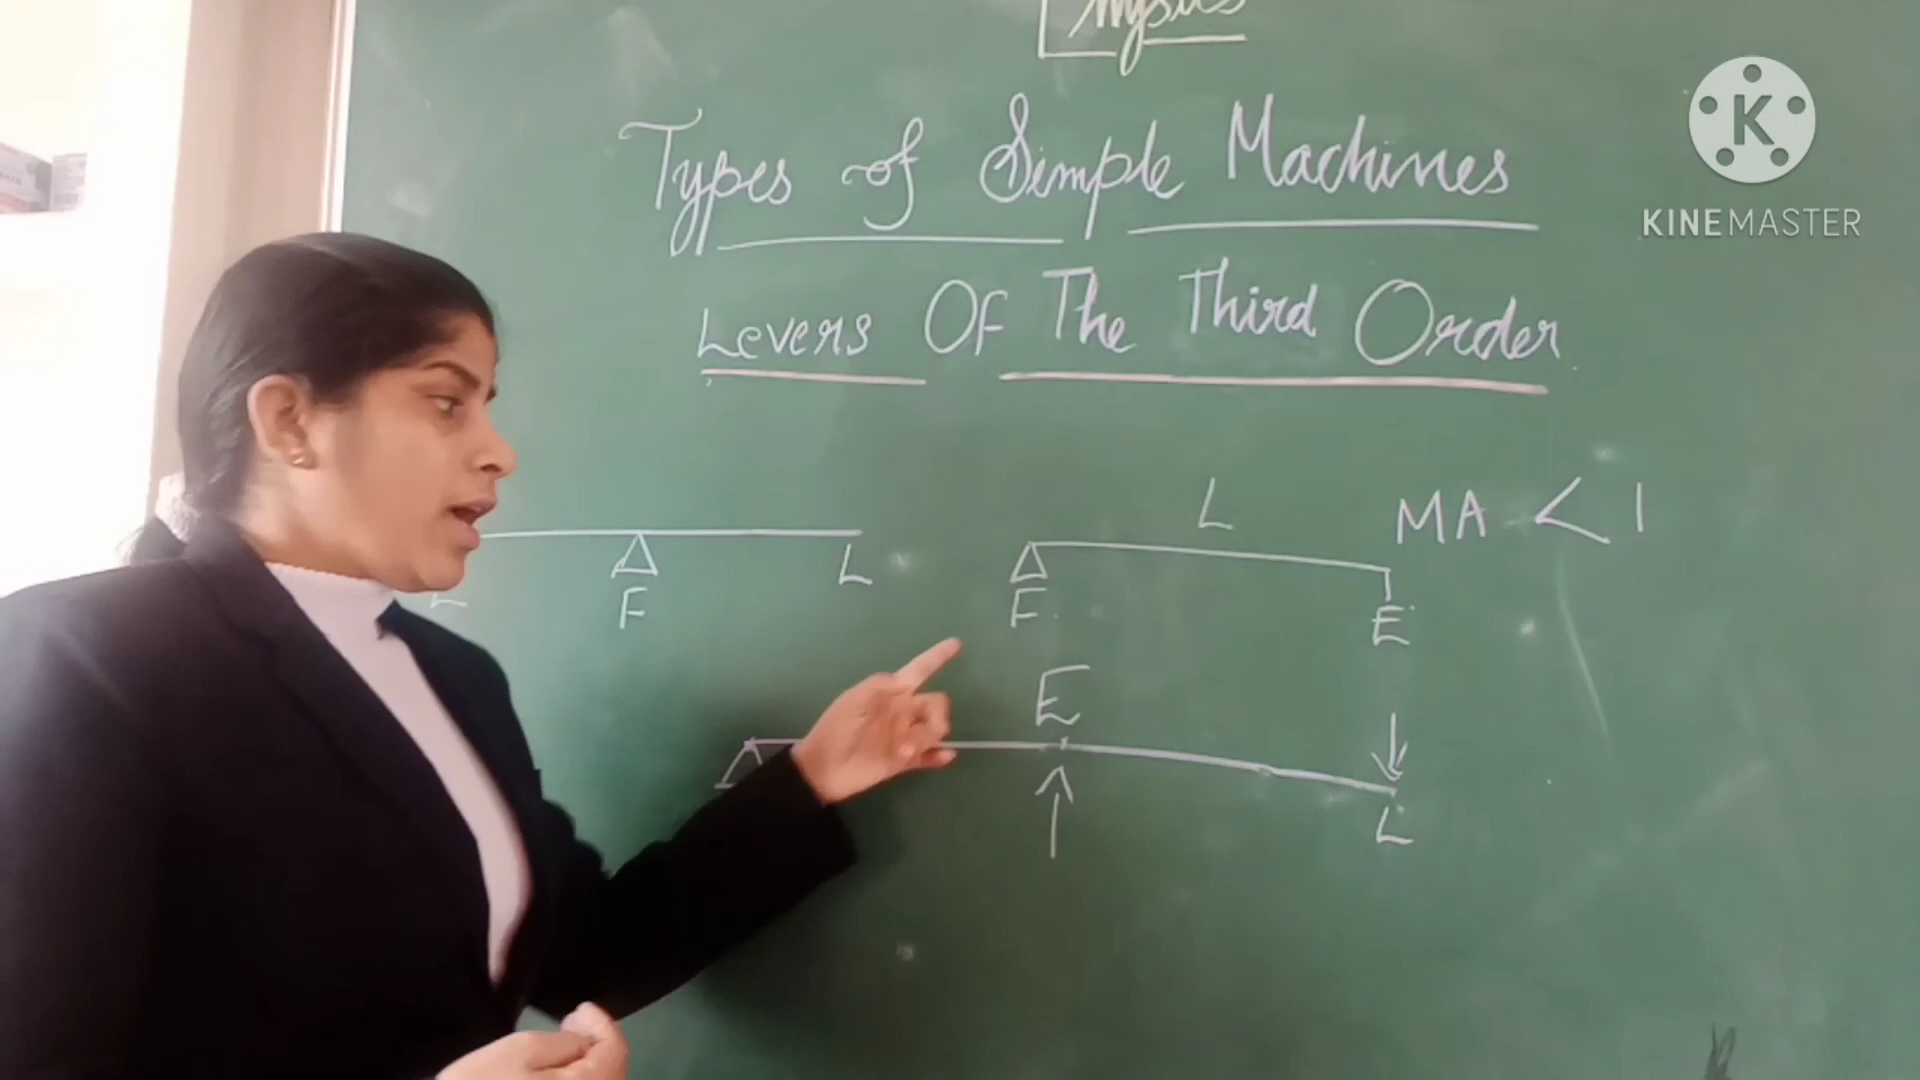 Physics
Types of Simple Machines
Levers Of The Third Order
K
KINEMASTER
L
MA < 1
F
L
F
E
E
L